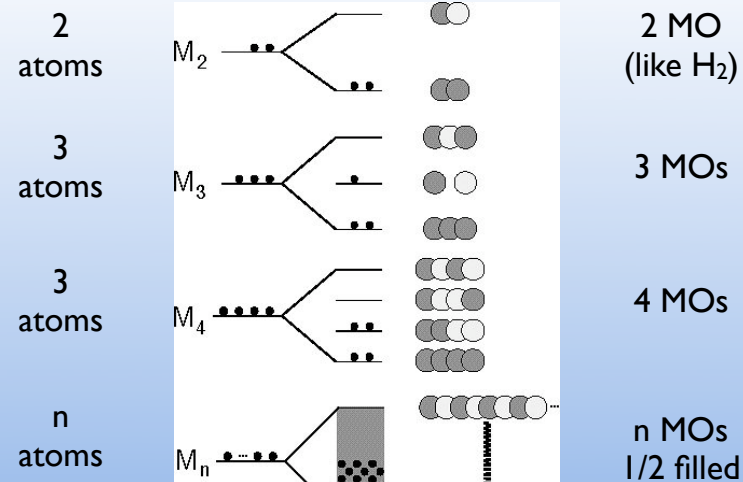 2
atoms
M₂
2 MO
(like H₂)
3
atoms
M₃
3 MOs
3
atoms
M₄
4 MOs
n
atoms
Mₙ
n MOs
1/2 filled